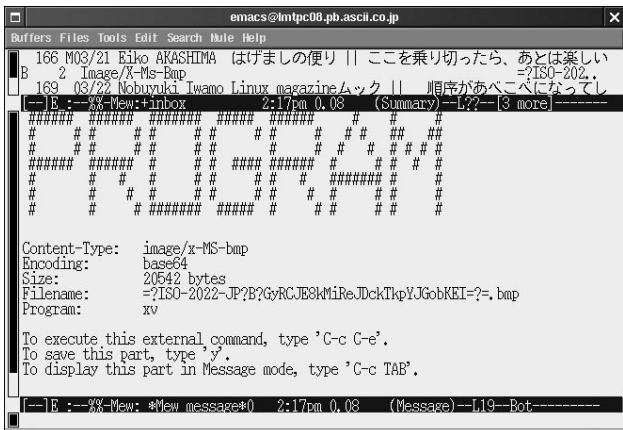 emacs@lmtpc08.pb.ascii.co.jp
Buffers Files Tools Edit Search Mule Help
166 M03/21 Eiko AKASHIMA はげましの便り || ここを乗り切ったら、あとは楽しい
B 2 Image/X-Ms-Bmp =?ISO-202..
169 03/22 Nobuyuki Iwamo Linux magazineムック || 順序があべこべになってし
[--]E :--%%-Mew:+inbox 2:17pm 0.08 (Summary)--L??--[3 more]-------
PROGRAM
Content-Type: image/x-MS-bmp
Encoding: base64
Size: 20542 bytes
Filename: =?ISO-2022-JP?B?GyRCJE8kMiReJDckTkpYJGobKEI=?=.bmp
Program: xv
To execute this external command, type 'C-c C-e'.
To save this part, type 'y'.
To display this part in Message mode, type 'C-c TAB'.
[--]E :--%%-Mew: *Mew message*0 2:17pm 0.08 (Message)--L19--Bot---------